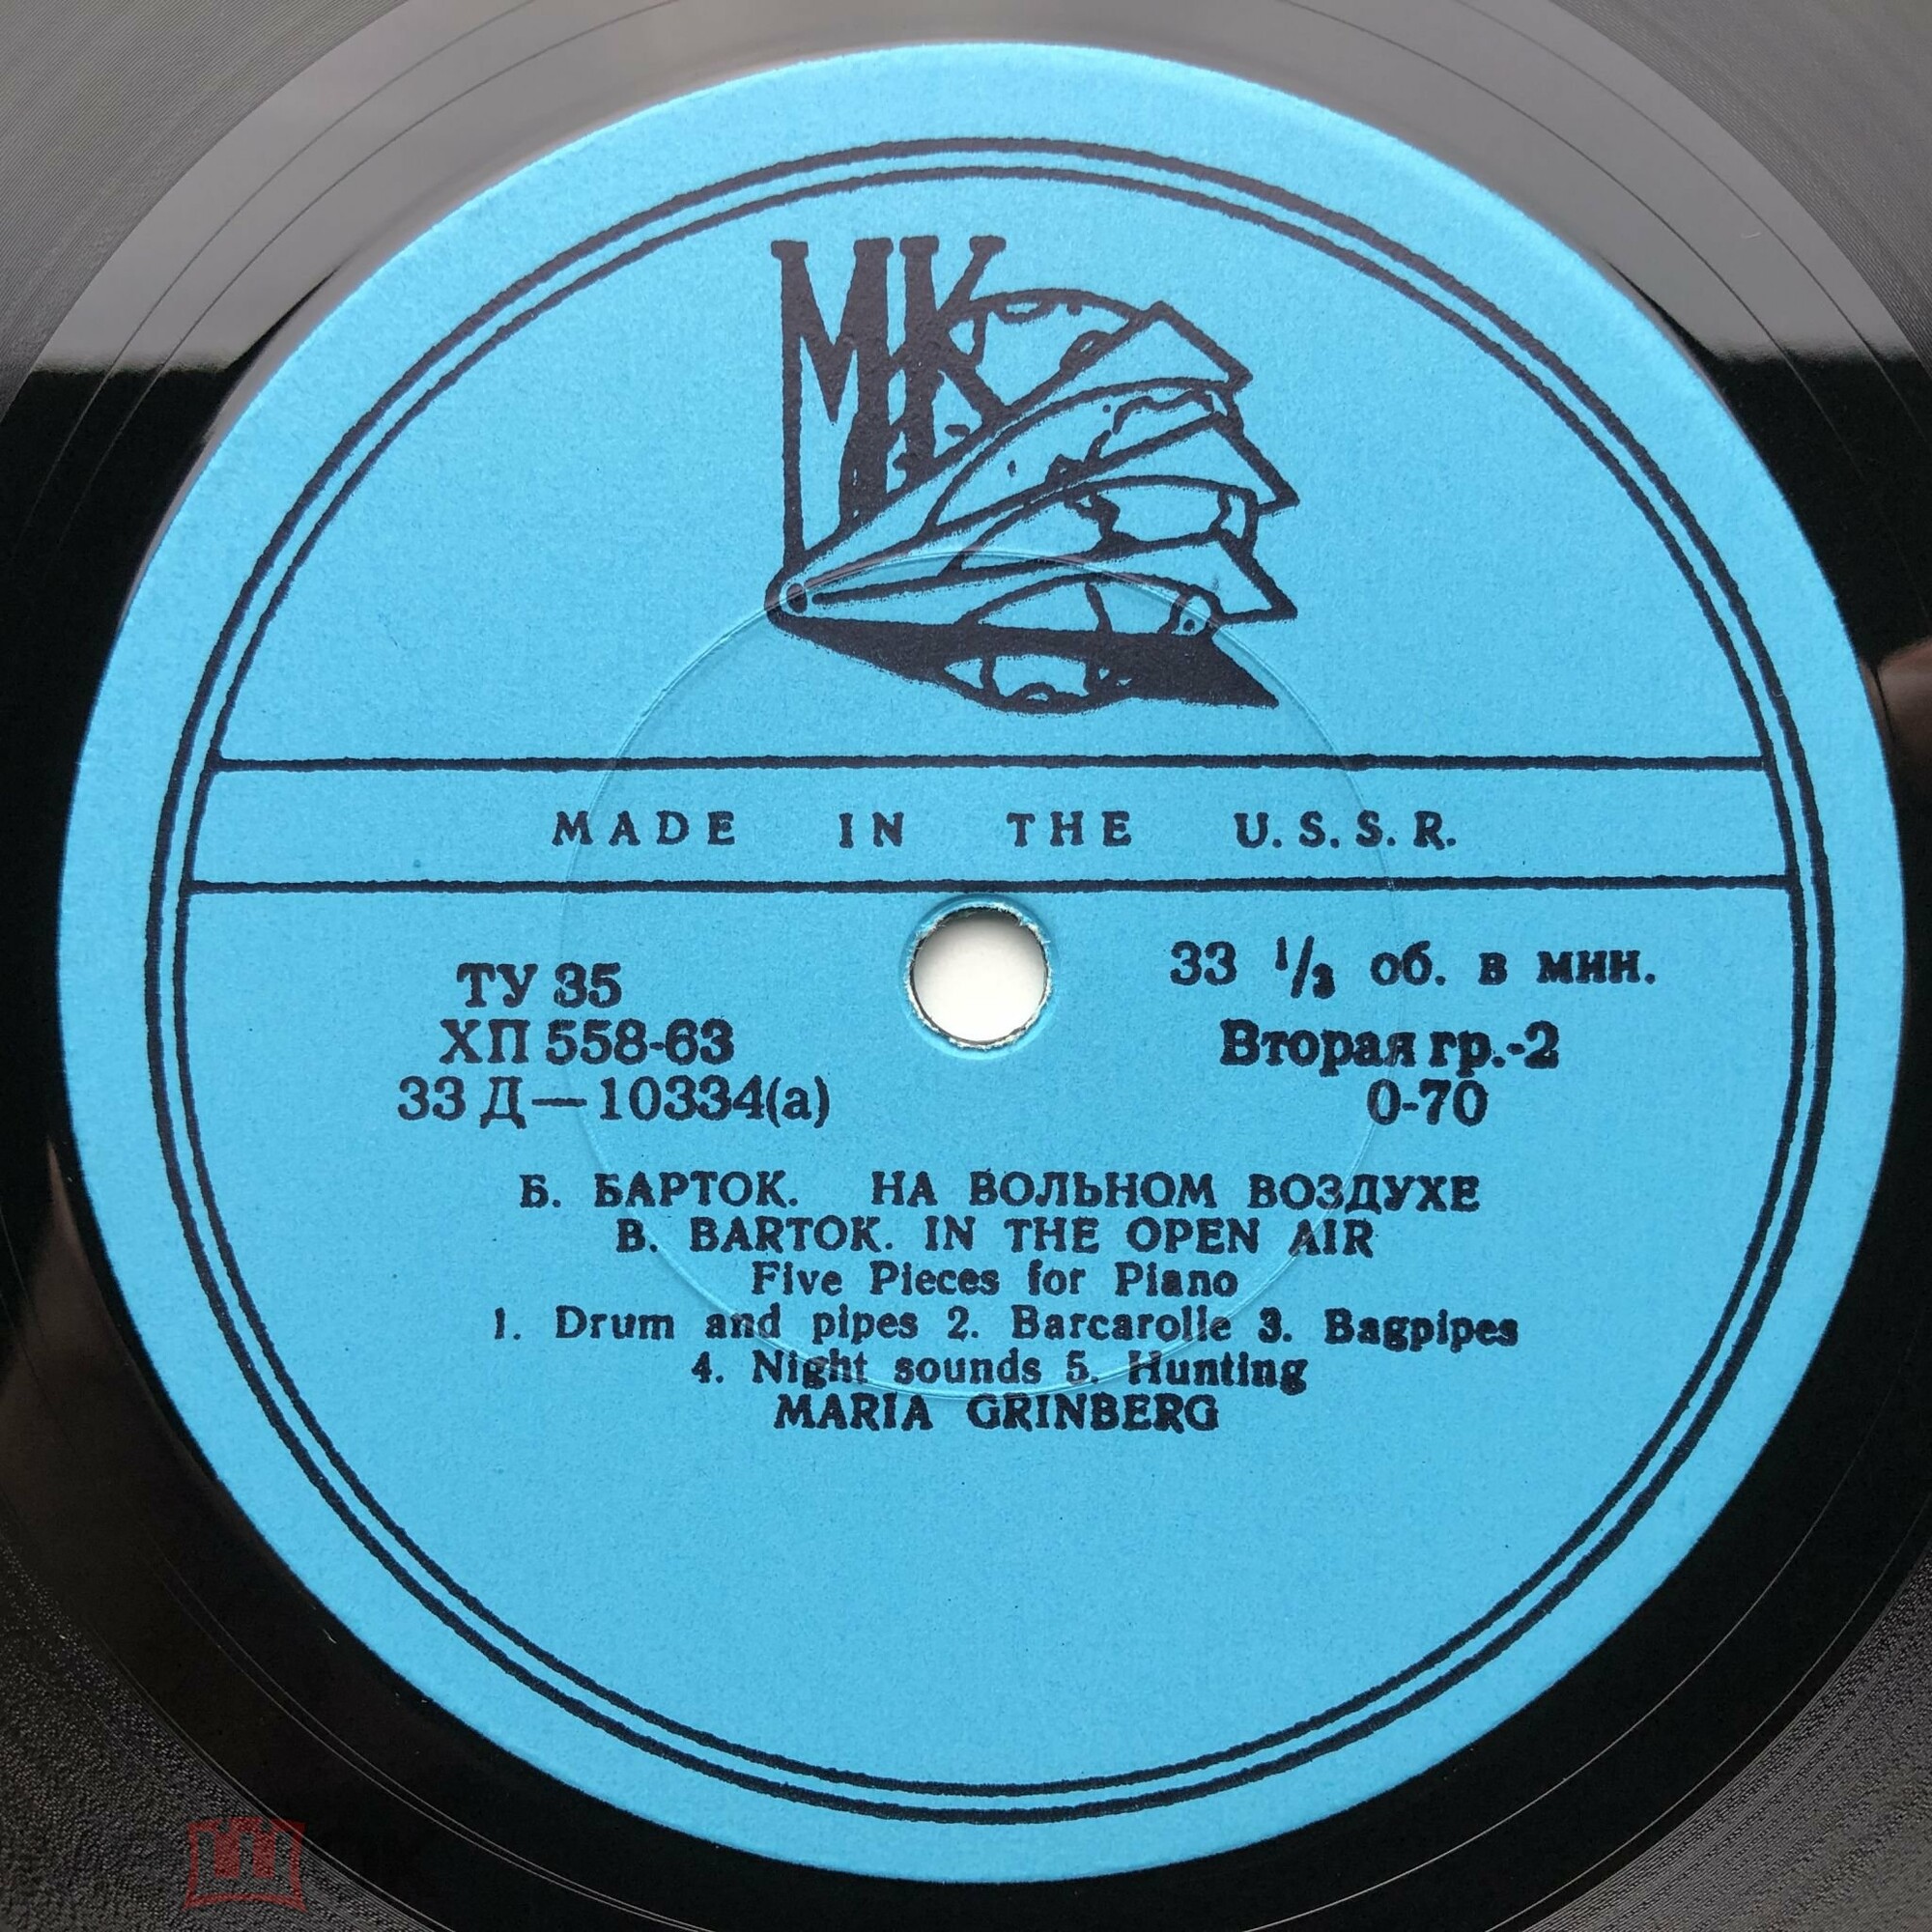 МК
MADE IN THE U.S.S.R.
ТУ 35
ХП 558-63
33 Д—10334(а)
33 1/3 об. в мин.
Вторая гр.-2
0-70
Б. БАРТОК. НА ВОЛЬНОМ ВОЗДУХЕ
B. BARTOK. IN THE OPEN AIR
Five Pieces for Piano
1. Drum and pipes 2. Barcarolle 3. Bagpipes
4. Night sounds 5. Hunting
MARIA GRINBERG